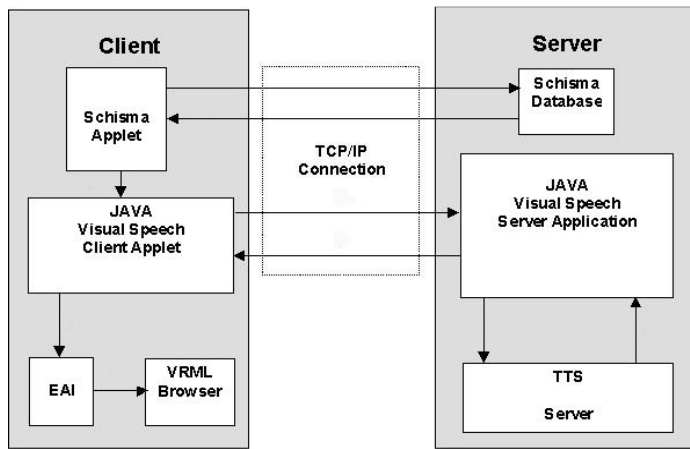 Client
Schisma
Applet
JAVA
Visual Speech
Client Applet
EAI
VRML
Browser
TCP/IP
Connection
Server
Schisma
Database
JAVA
Visual Speech
Server Application
TTS
Server